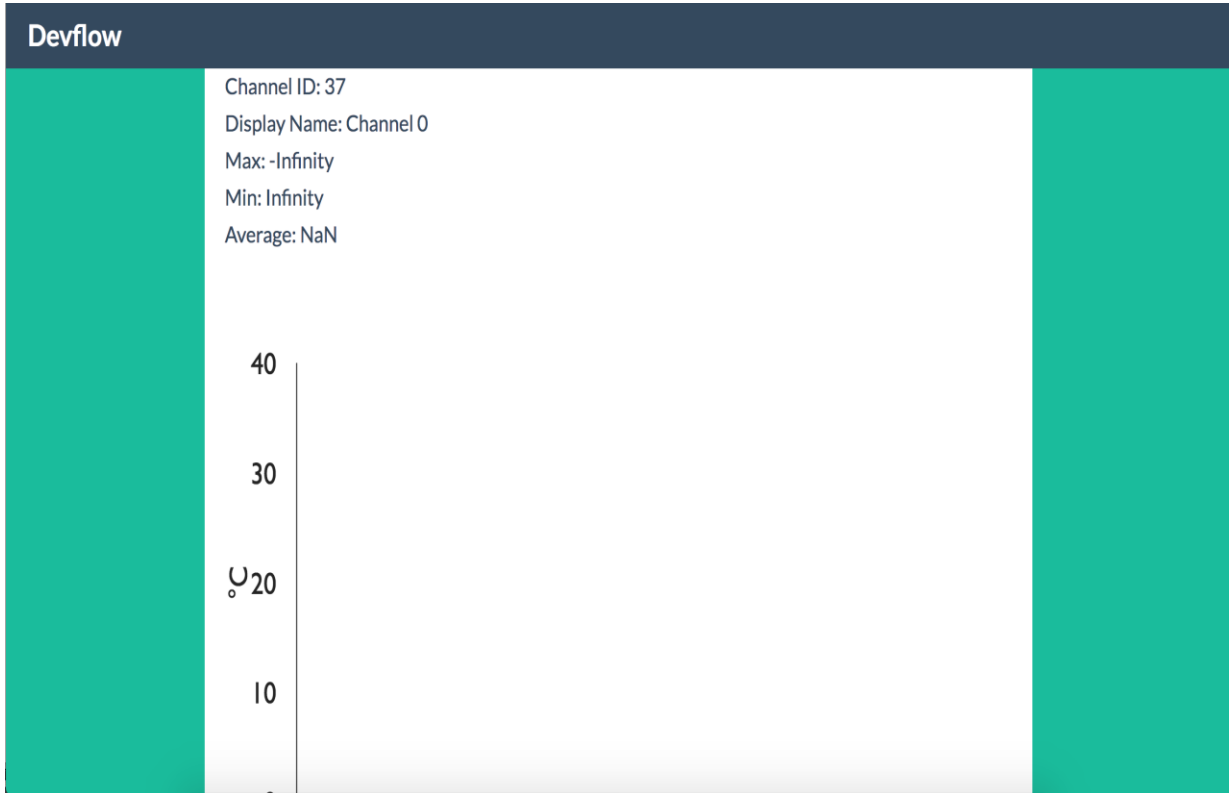 Devflow
Channel ID: 37
Display Name: Channel 0
Max: -Infinity
Min: Infinity
Average: NaN
40
30
°C
20
10